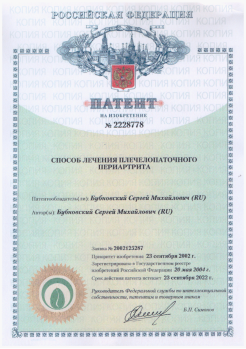 РОССИЙСКАЯ ФЕДЕРАЦИЯ
ПАТЕНТ
НА ИЗОБРЕТЕНИЕ
№ 2228778
СПОСОБ ЛЕЧЕНИЯ ПЛЕЧЕЛОПАТОЧНОГО
ПЕРИАРТРИТА
Патентообладатель(ли): Бубновский Сергей Михайлович (RU)
Автор(ы): Бубновский Сергей Михайлович (RU)
Заявка № 2002125287
Приоритет изобретения 23 сентября 2002 г.
Зарегистрировано в Государственном реестре
изобретений Российской Федерации 20 мая 2004 г.
Срок действия патента истекает 23 сентября 2022 г.
Руководитель Федеральной службы по интеллектуальной
собственности, патентам и товарным знакам
Б.П. Симонов